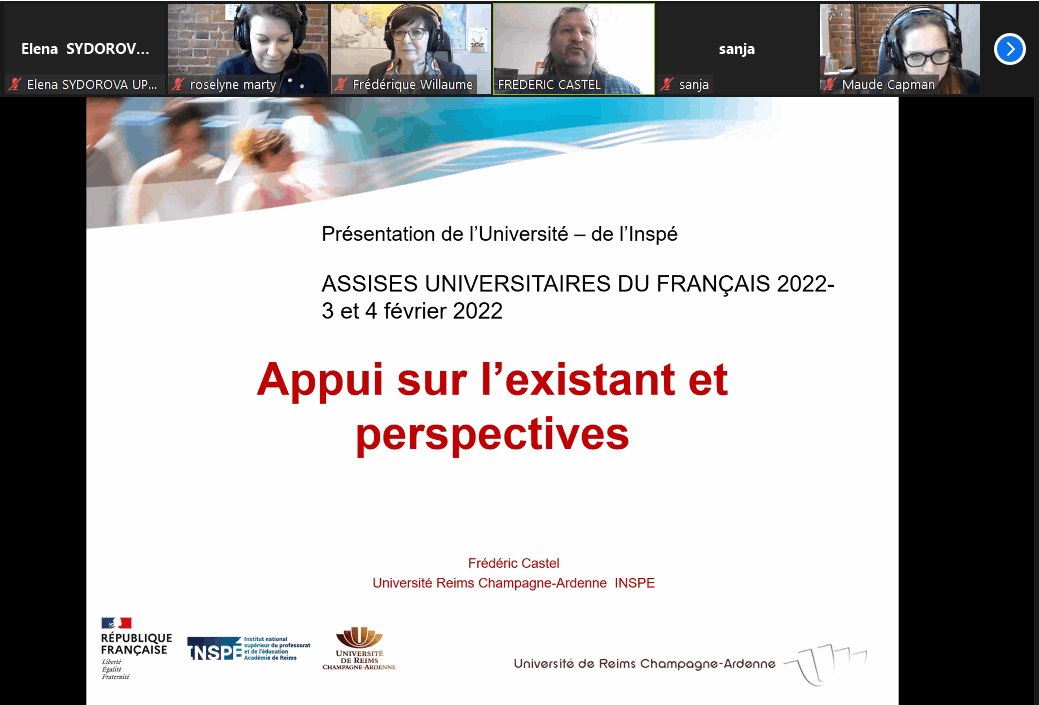 Elena SYDOROV...
sanja
Elena SYDOROVA UP...
roselyne marty
Frédérique Willaume
FREDERIC CASTEL
sanja
Maude Capman
Présentation de l’Université – de l’Inspé
ASSISES UNIVERSITAIRES DU FRANÇAIS 2022-
3 et 4 février 2022
Appui sur l’existant et
perspectives
Frédéric Castel
Université Reims Champagne-Ardenne INSPE
RÉPUBLIQUE
FRANÇAISE
Liberté
Égalité
Fraternité
INSPÉ
Institut national
supérieur du professorat
et de l'éducation
Académie de Reims
UNIVERSITÉ
DE REIMS
CHAMPAGNE-ARDENNE
Université de Reims Champagne-Ardenne